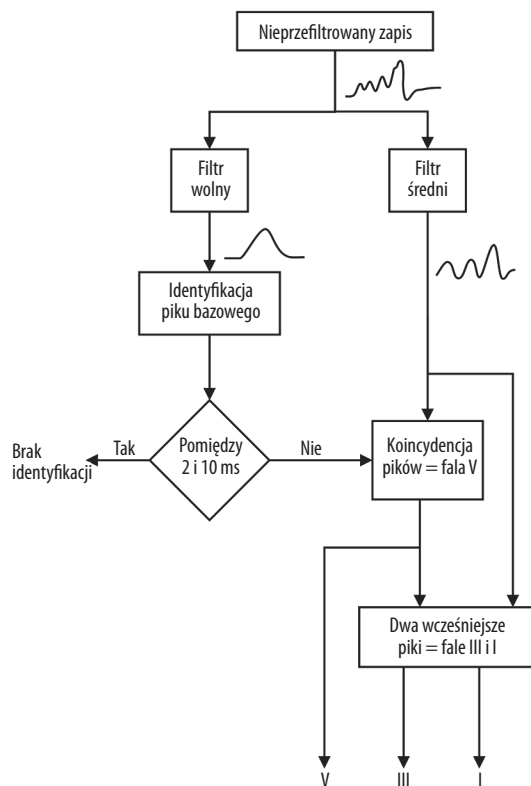 Nieprzefiltrowany zapis
Filtr
wolny
Filtr
średni
Identyfikacja
piku bazowego
Brak
identyfikacji
Tak
Pomiędzy
2 i 10 ms
Nie
Koincydencja
pików = fala V
Dwa wcześniejsze
piki = fale III i I
V
III
I